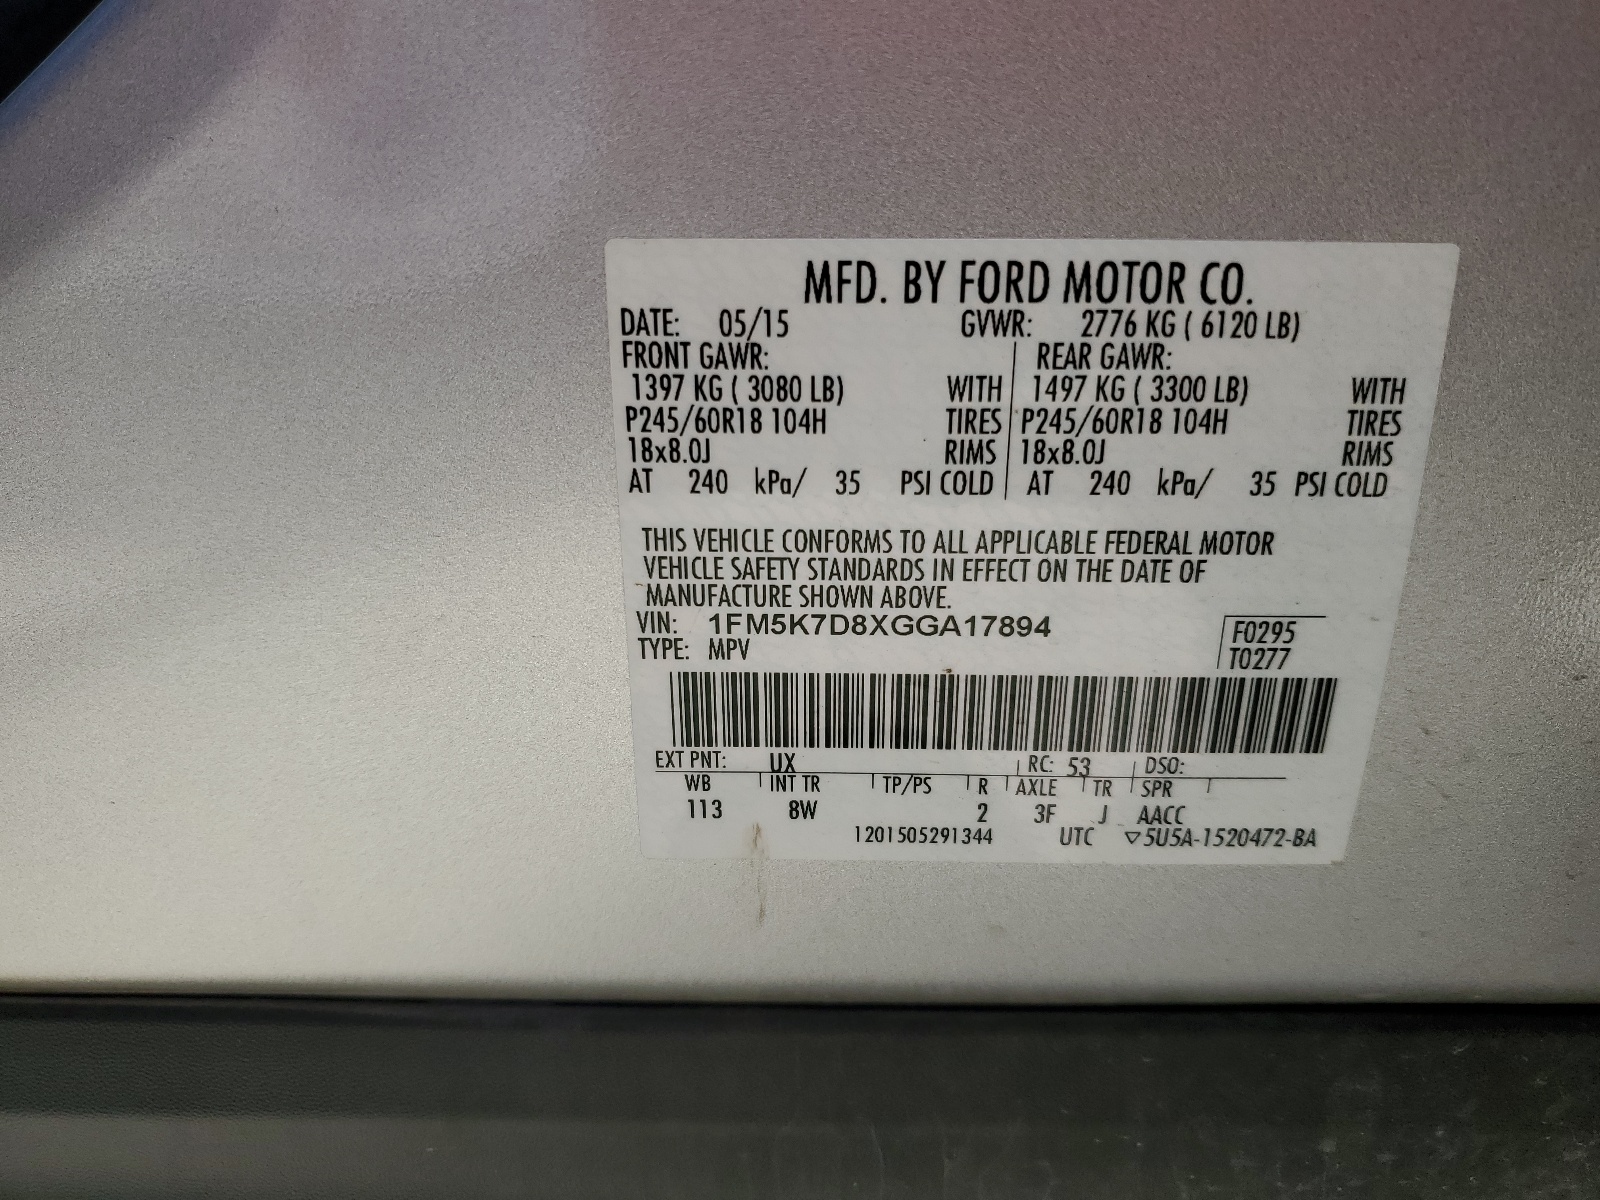 MFD. BY FORD MOTOR CO.
DATE: 05/15 GVWR: 2776 KG ( 6120 LB)
FRONT GAWR: REAR GAWR:
1397 KG ( 3080 LB) WITH 1497 KG ( 3300 LB) WITH
P245/60R18 104H TIRES P245/60R18 104H TIRES
18x8.0J RIMS 18x8.0J RIMS
AT 240 kPa/ 35 PSI COLD AT 240 kPa/ 35 PSI COLD
THIS VEHICLE CONFORMS TO ALL APPLICABLE FEDERAL MOTOR
VEHICLE SAFETY STANDARDS IN EFFECT ON THE DATE OF
MANUFACTURE SHOWN ABOVE.
VIN: 1FM5K7D8XGGA17894 F0295
TYPE: MPV T0277
EXT PNT: UX RC: 53 DSO:
WB INT TR TP/PS R AXLE TR SPR
113 8W 2 3F J AACC
1201505291344 UTC ▽5U5A-1520472-BA